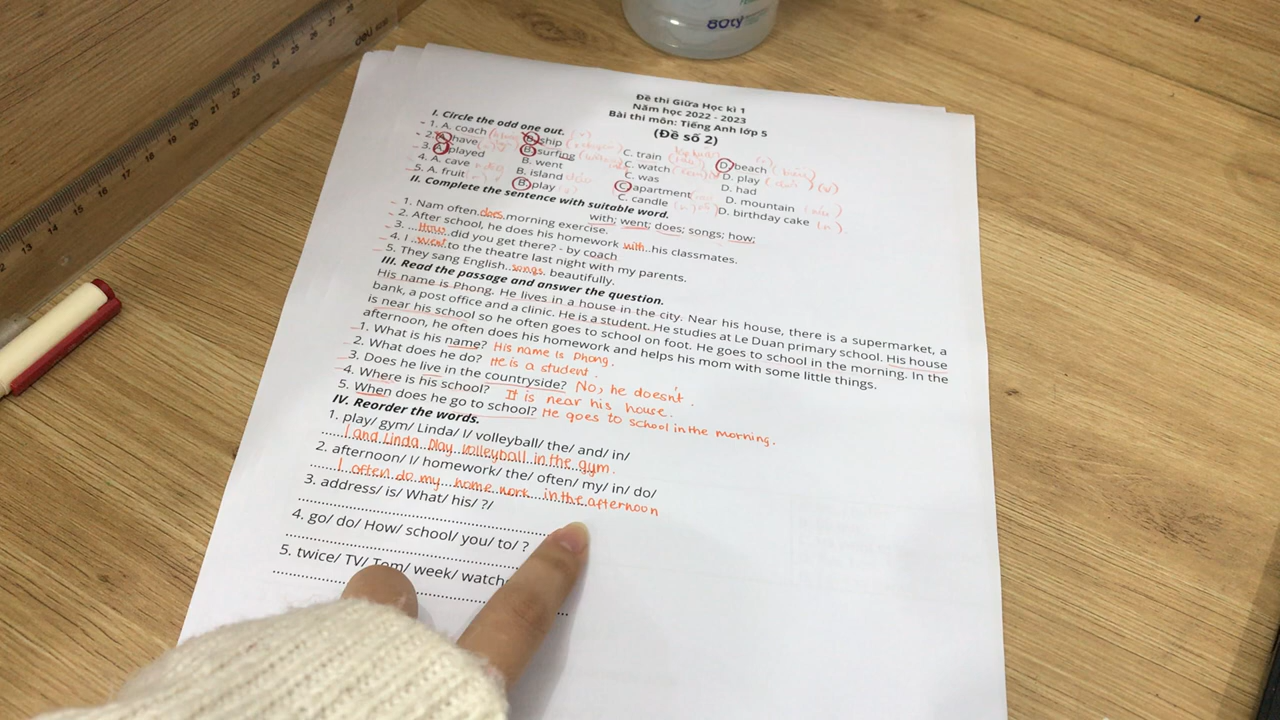 80ty
deli
Đề thi Giữa Học kì 1
Năm học 2022 - 2023
Bài thi môn: Tiếng Anh lớp 5
(Đề số 2)
I. Circle the odd one out.
1. A. coach B. ship C. train D. beach
2. A. have B. surfing C. watch D. play
3. A. played B. went C. was D. had
4. A. cave B. island C. apartment D. mountain
5. A. fruit B. play C. candle D. birthday cake
II. Complete the sentence with suitable word.
with; went; does; songs; how;
1. Nam often does morning exercise.
2. After school, he does his homework with his classmates.
3. How did you get there? - by coach
4. I went to the theatre last night with my parents.
5. They sang English songs beautifully.
III. Read the passage and answer the question.
His name is Phong. He lives in a house in the city. Near his house, there is a supermarket, a
bank, a post office and a clinic. He is a student. He studies at Le Duan primary school. His house
is near his school so he often goes to school on foot. He goes to school in the morning. In the
afternoon, he often does his homework and helps his mom with some little things.
1. What is his name? His name is Phong.
2. What does he do? He is a student.
3. Does he live in the countryside? No, he doesn't.
4. Where is his school? It is near his house.
5. When does he go to school? He goes to school in the morning.
IV. Reorder the words.
1. play/ gym/ Linda/ I/ volleyball/ the/ and/ in/
I and Linda play volleyball in the gym.
2. afternoon/ I/ homework/ the/ often/ my/ in/ do/
I often do my home work in the afternoon
3. address/ is/ What/ his/ ?/
4. go/ do/ How/ school/ you/ to/ ?
5. twice/ TV/ Tom/ week/